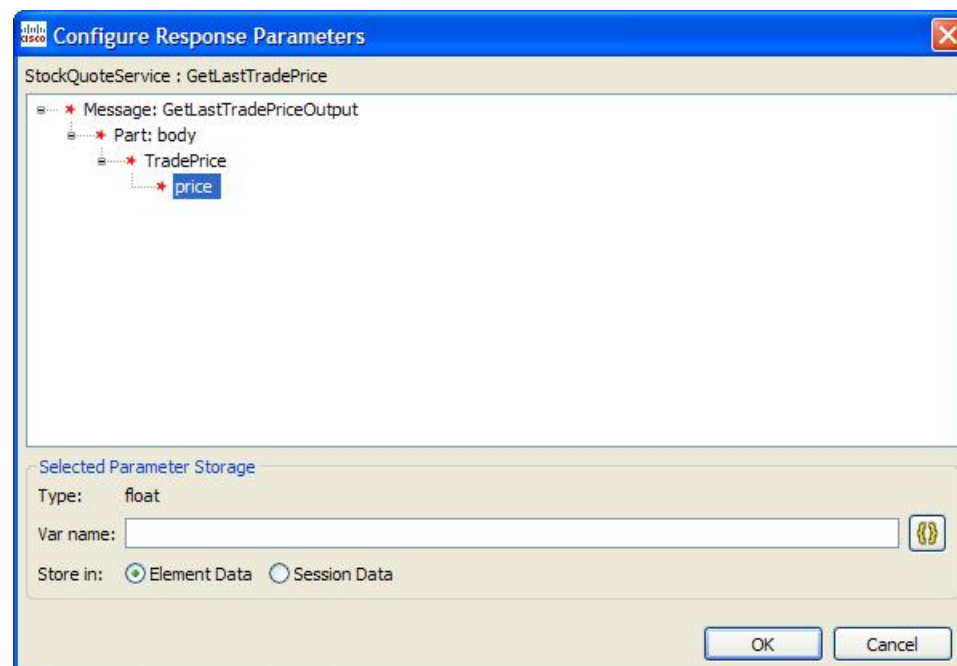 cisco Configure Response Parameters
StockQuoteService : GetLastTradePrice
Message: GetLastTradePriceOutput
Part: body
TradePrice
price
Selected Parameter Storage
Type: float
Var name:
Store in: Element Data Session Data
OK Cancel